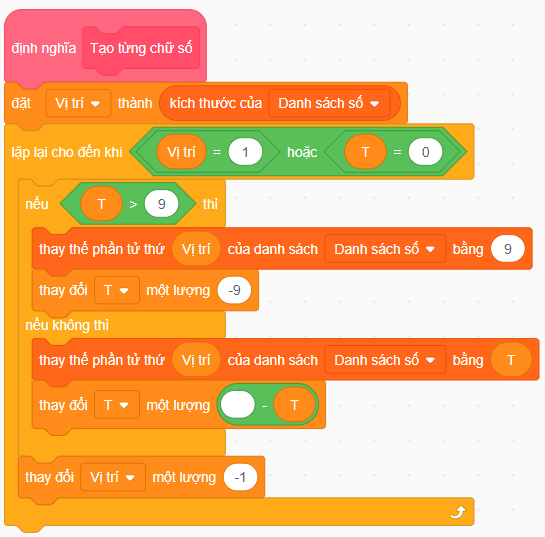 định nghĩa Tạo từng chữ số
đặt Vị trí thành kích thước của Danh sách số
lặp lại cho đến khi Vị trí = 1 hoặc T = 0
nếu T > 9 thì
thay thế phần tử thứ Vị trí của danh sách Danh sách số bằng 9
thay đổi T một lượng -9
nếu không thì
thay thế phần tử thứ Vị trí của danh sách Danh sách số bằng T
thay đổi T một lượng - T
thay đổi Vị trí một lượng -1